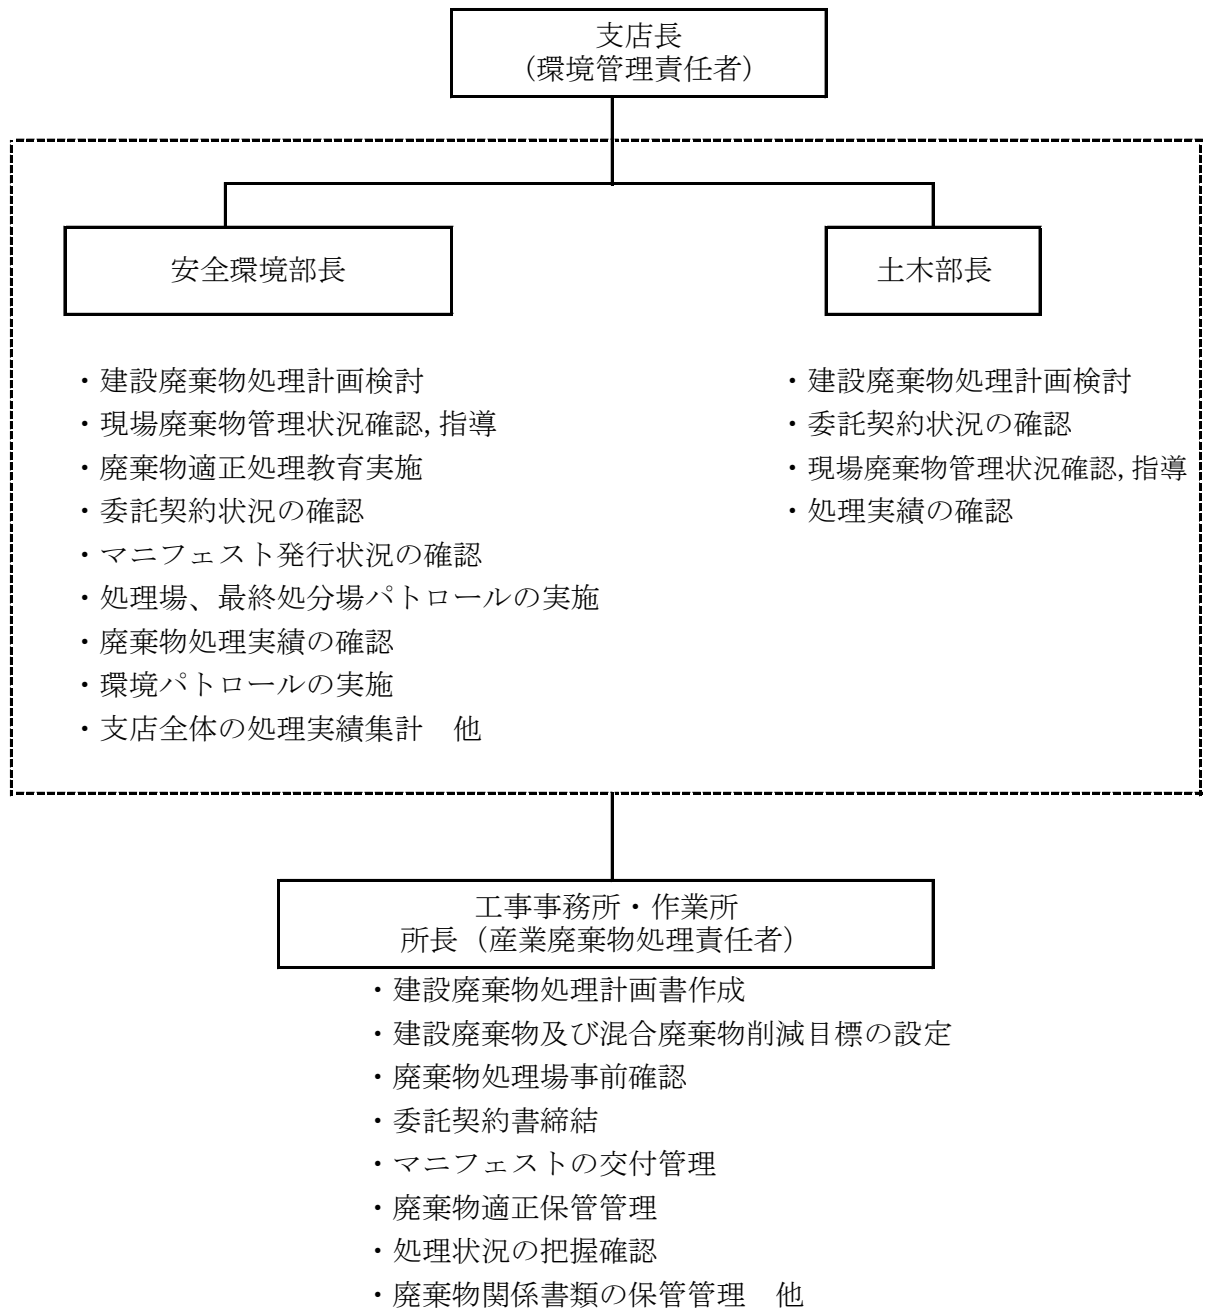 支店長
（環境管理責任者）
安全環境部長
・建設廃棄物処理計画検討
・現場廃棄物管理状況確認,指導
・廃棄物適正処理教育実施
・委託契約状況の確認
・マニフェスト発行状況の確認
・処理場、最終処分場パトロールの実施
・廃棄物処理実績の確認
・環境パトロールの実施
・支店全体の処理実績集計　他
土木部長
・建設廃棄物処理計画検討
・委託契約状況の確認
・現場廃棄物管理状況確認,指導
・処理実績の確認
工事事務所・作業所
所長（産業廃棄物処理責任者）
・建設廃棄物処理計画書作成
・建設廃棄物及び混合廃棄物削減目標の設定
・廃棄物処理場事前確認
・委託契約書締結
・マニフェストの交付管理
・廃棄物適正保管管理
・処理状況の把握確認
・廃棄物関係書類の保管管理　他